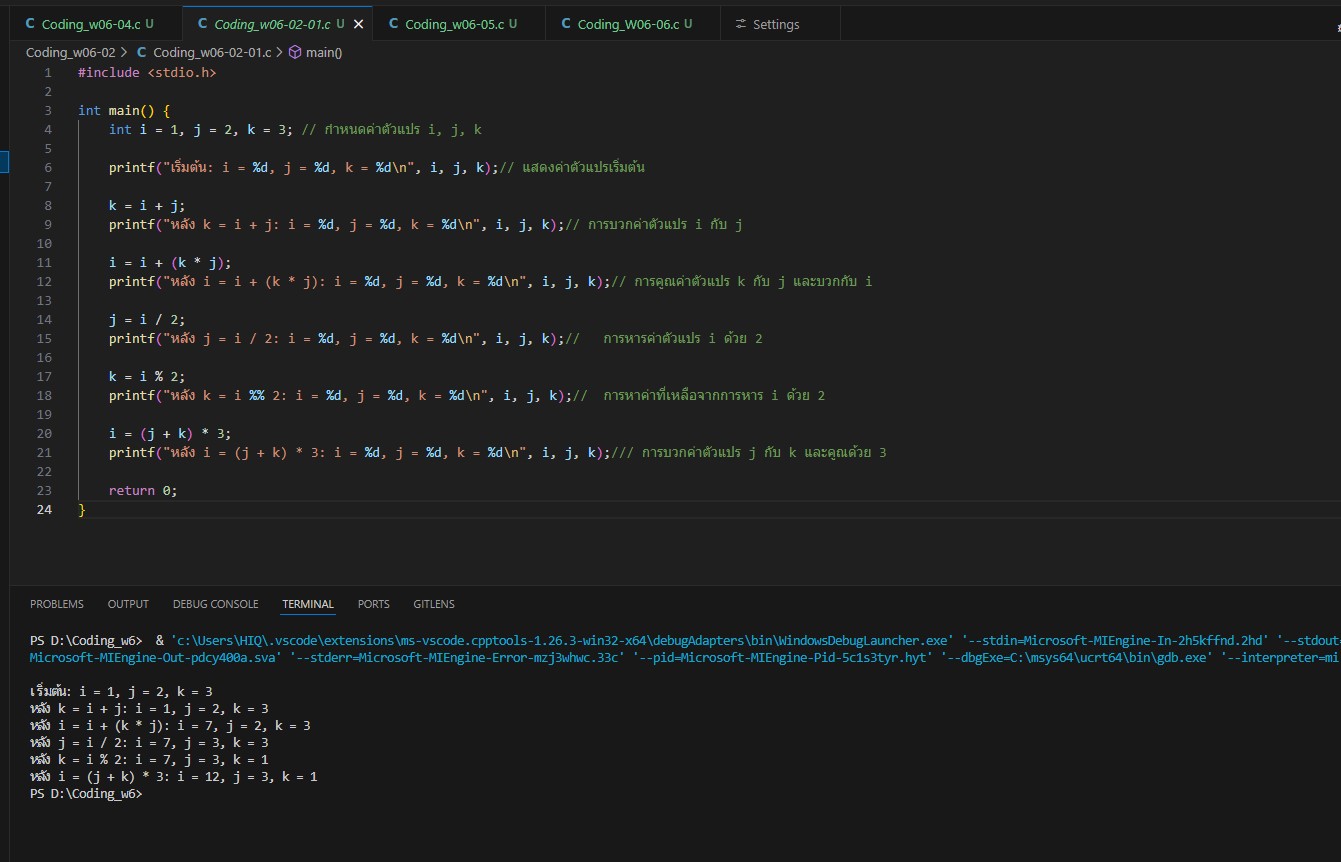 Coding_w06-04.c U Coding_w06-02-01.c U Coding_w06-05.c U Coding_W06-06.c U Settings
Coding_w06-02 > Coding_w06-02-01.c > main()
1 #include <stdio.h>
2
3 int main() {
4 int i = 1, j = 2, k = 3; // กำหนดค่าตัวแปร i, j, k
5
6 printf("เริ่มต้น: i = %d, j = %d, k = %d\n", i, j, k);// แสดงค่าตัวแปรเริ่มต้น
7
8 k = i + j;
9 printf("หลัง k = i + j: i = %d, j = %d, k = %d\n", i, j, k);// การบวกค่าตัวแปร i กับ j
10
11 i = i + (k * j);
12 printf("หลัง i = i + (k * j): i = %d, j = %d, k = %d\n", i, j, k);// การคูณค่าตัวแปร k กับ j และบวกกับ i
13
14 j = i / 2;
15 printf("หลัง j = i / 2: i = %d, j = %d, k = %d\n", i, j, k);// การหารค่าตัวแปร i ด้วย 2
16
17 k = i % 2;
18 printf("หลัง k = i %% 2: i = %d, j = %d, k = %d\n", i, j, k);// การหาค่าที่เหลือจากการหาร i ด้วย 2
19
20 i = (j + k) * 3;
21 printf("หลัง i = (j + k) * 3: i = %d, j = %d, k = %d\n", i, j, k);/// การบวกค่าตัวแปร j กับ k และคูณด้วย 3
22
23 return 0;
24 }
PROBLEMS OUTPUT DEBUG CONSOLE TERMINAL PORTS GITLENS
PS D:\Coding_w6> & 'c:\Users\HIQ\.vscode\extensions\ms-vscode.cpptools-1.26.3-win32-x64\debugAdapters\bin\WindowsDebugLauncher.exe' '--stdin=Microsoft-MIEngine-In-2h5kffnd.2hd' '--stdout=
Microsoft-MIEngine-Out-pdcy400a.sva' '--stderr=Microsoft-MIEngine-Error-mzj3whwc.33c' '--pid=Microsoft-MIEngine-Pid-5c1s3tyr.hyt' '--dbgExe=C:\msys64\ucrt64\bin\gdb.exe' '--interpreter=mi
เริ่มต้น: i = 1, j = 2, k = 3
หลัง k = i + j: i = 1, j = 2, k = 3
หลัง i = i + (k * j): i = 7, j = 2, k = 3
หลัง j = i / 2: i = 7, j = 3, k = 3
หลัง k = i % 2: i = 7, j = 3, k = 1
หลัง i = (j + k) * 3: i = 12, j = 3, k = 1
PS D:\Coding_w6>